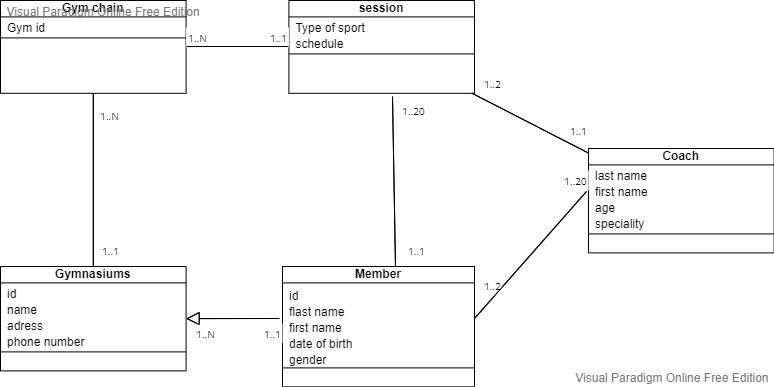 Gym chain
Visual Paradigm Online Free Edition
Gym id
session
Type of sport
schedule
1..N
1..1
1..2
1..1
1..N
1..20
1..20
Coach
last name
first name
age
speciality
1..1
1..1
Gymnasiums
id
name
adress
phone number
Member
id
flast name
first name
date of birth
gender
1..2
1..N
1..1
Visual Paradigm Online Free Edition